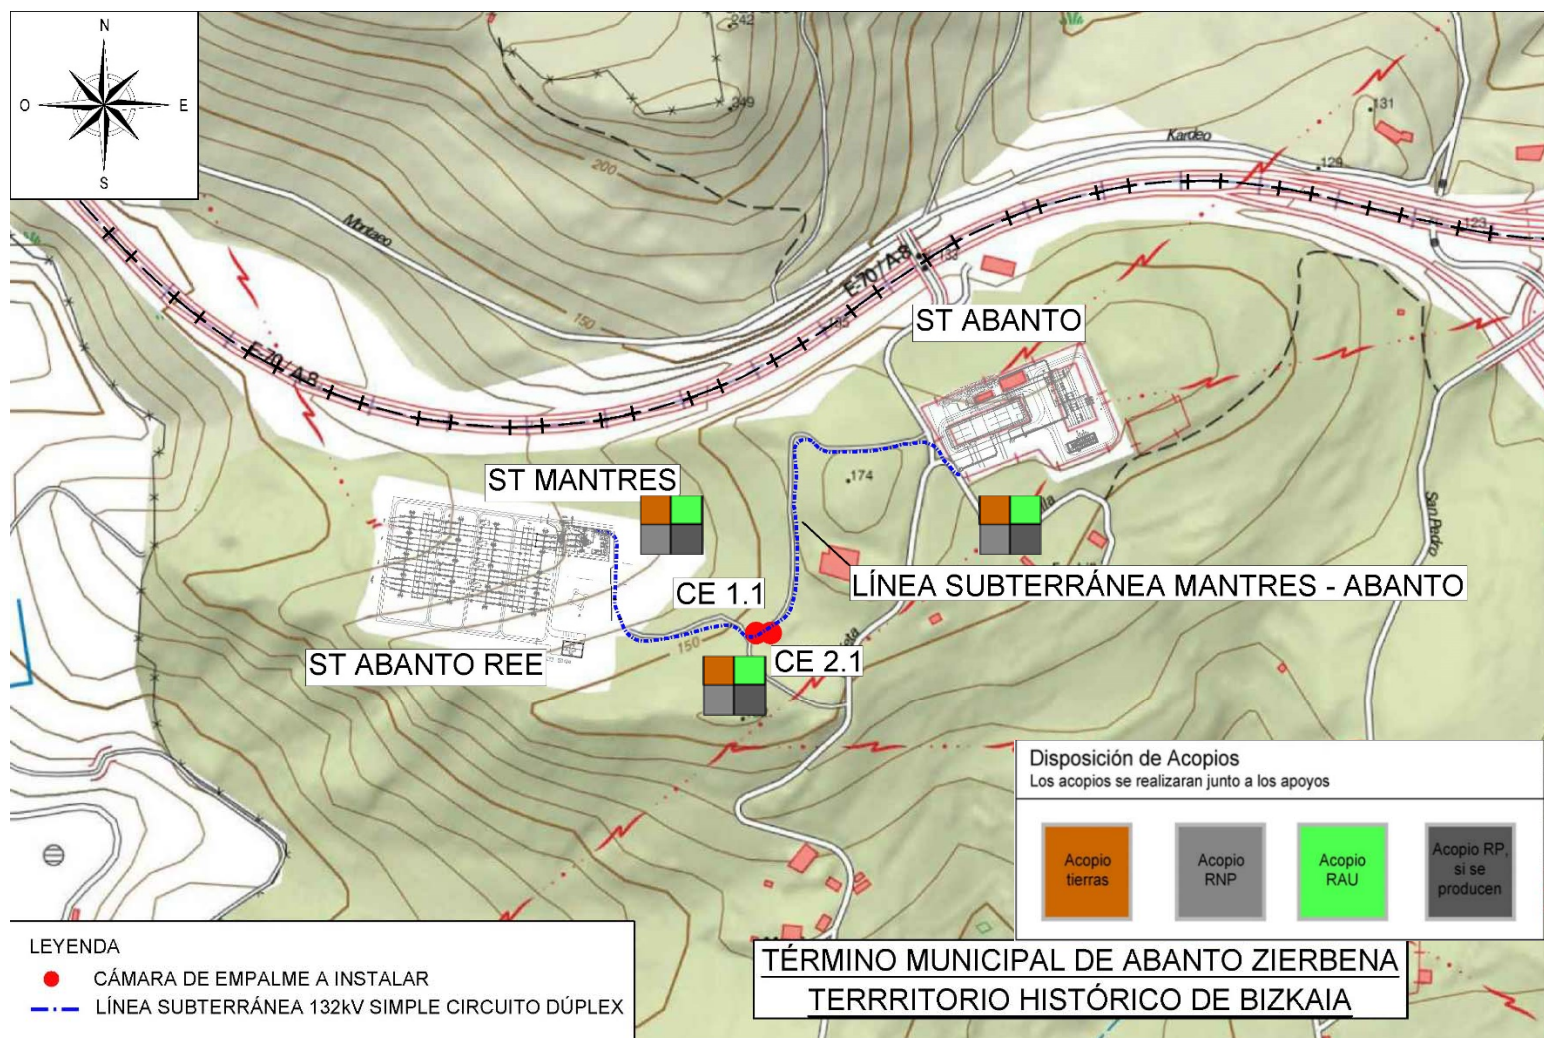 N
O
E
S
242
249
200
Montaño
150
E-70 / A-8
E-70 / A-8
Kardeo
131
129
123
ST ABANTO
174
ST MANTRES
CE 1.1
LÍNEA SUBTERRÁNEA MANTRES - ABANTO
San Pedro
150
CE 2.1
ST ABANTO REE
Disposición de Acopios
Los acopios se realizaran junto a los apoyos
Acopio
tierras
Acopio
RNP
Acopio
RAU
Acopio RP,
si se
producen
LEYENDA
CÁMARA DE EMPALME A INSTALAR
LÍNEA SUBTERRÁNEA 132kV SIMPLE CIRCUITO DÚPLEX
TÉRMINO MUNICIPAL DE ABANTO ZIERBENA
TERRRITORIO HISTÓRICO DE BIZKAIA